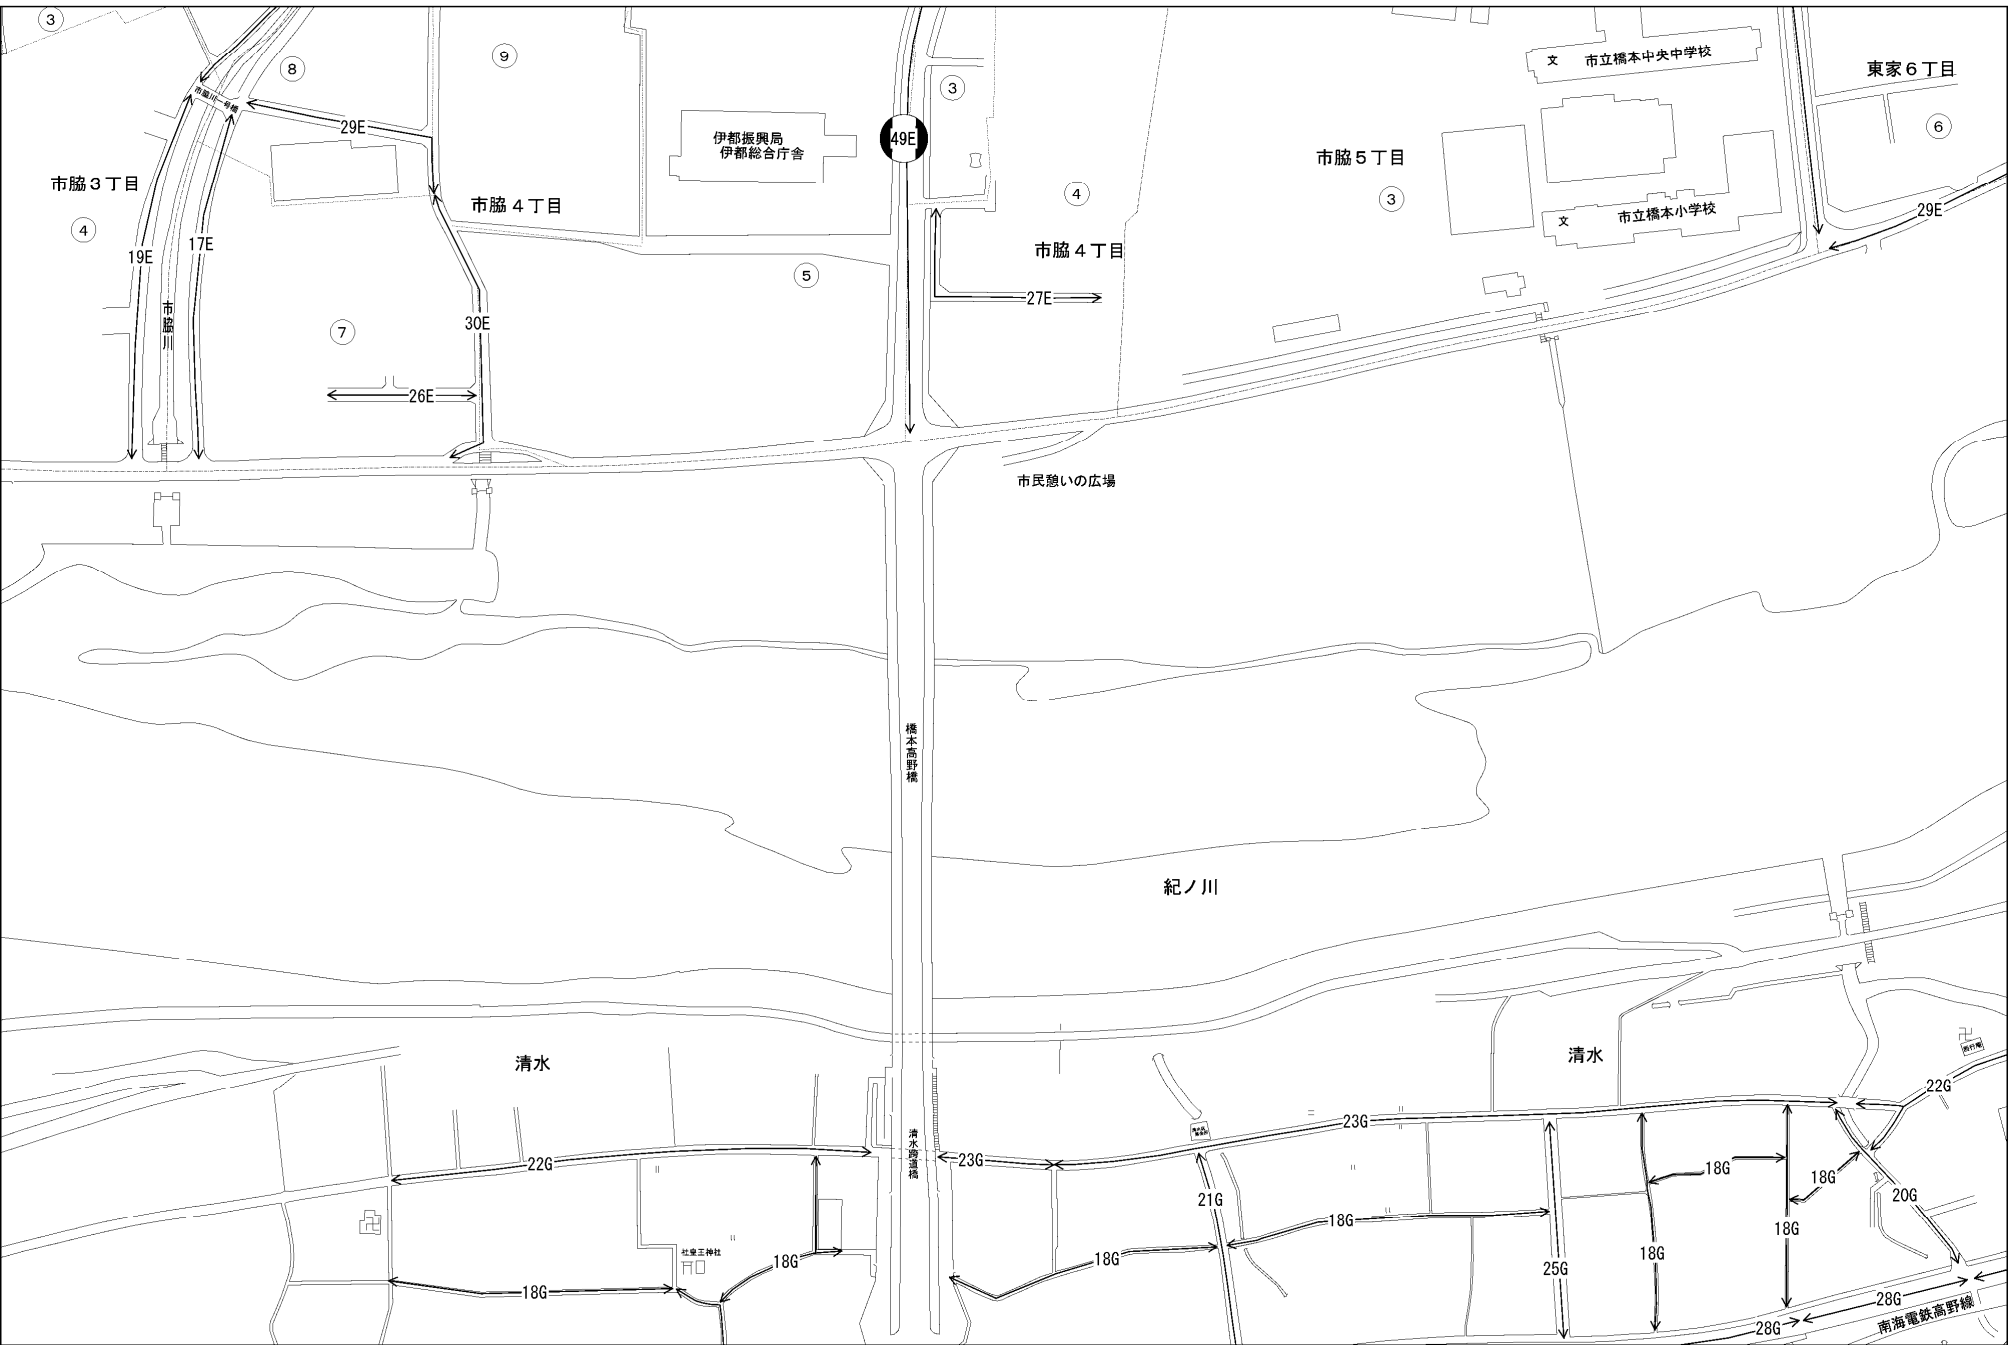 ③
⑧
⑨
③
文 市立橋本中央中学校
東家６丁目
⑥
市脇川一号橋
29E
49E
伊都振興局
伊都総合庁舎
市脇５丁目
市脇３丁目
④
市脇４丁目
④
③
文 市立橋本小学校
29E
19E
17E
市脇４丁目
⑤
27E
市脇川
⑦
30E
26E
市民憩いの広場
橋本高野橋
紀ノ川
清水
清水
22G
清水跨道橋
23G
22G
23G
18G
18G
21G
20G
18G
18G
社皇王神社
18G
18G
18G
25G
18G
28G
28G
南海電鉄高野線